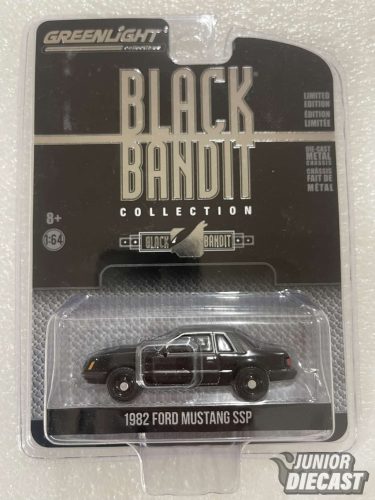 GREENLIGHT
collectibles
BLACK
BANDIT
COLLECTION
LIMITED
EDITION
ÉDITION
LIMITÉE
DIE-CAST
METAL
CHASSIS
CHÂSSIS
FAIT DE
MÉTAL
8+
1:64
BLACK BANDIT
1982 FORD MUSTANG SSP
JUNIOR
DIECAST